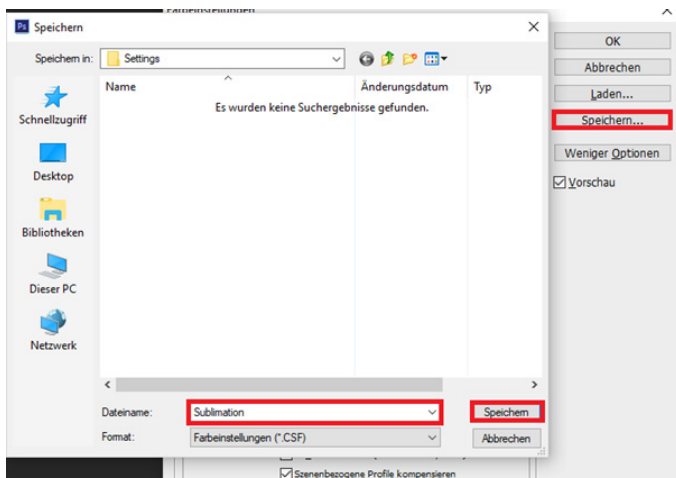 Farbeinstellungen
Ps Speichern
Speichern in: Settings
Name Änderungsdatum Typ
Es wurden keine Suchergebnisse gefunden.
Schnellzugriff
Desktop
Bibliotheken
Dieser PC
Netzwerk
Dateiname: Sublimation Speichern
Format: Farbeinstellungen (*.CSF) Abbrechen
OK
Abbrechen
Laden...
Speichern...
Weniger Optionen
Vorschau
Szenenbezogene Profile kompensieren